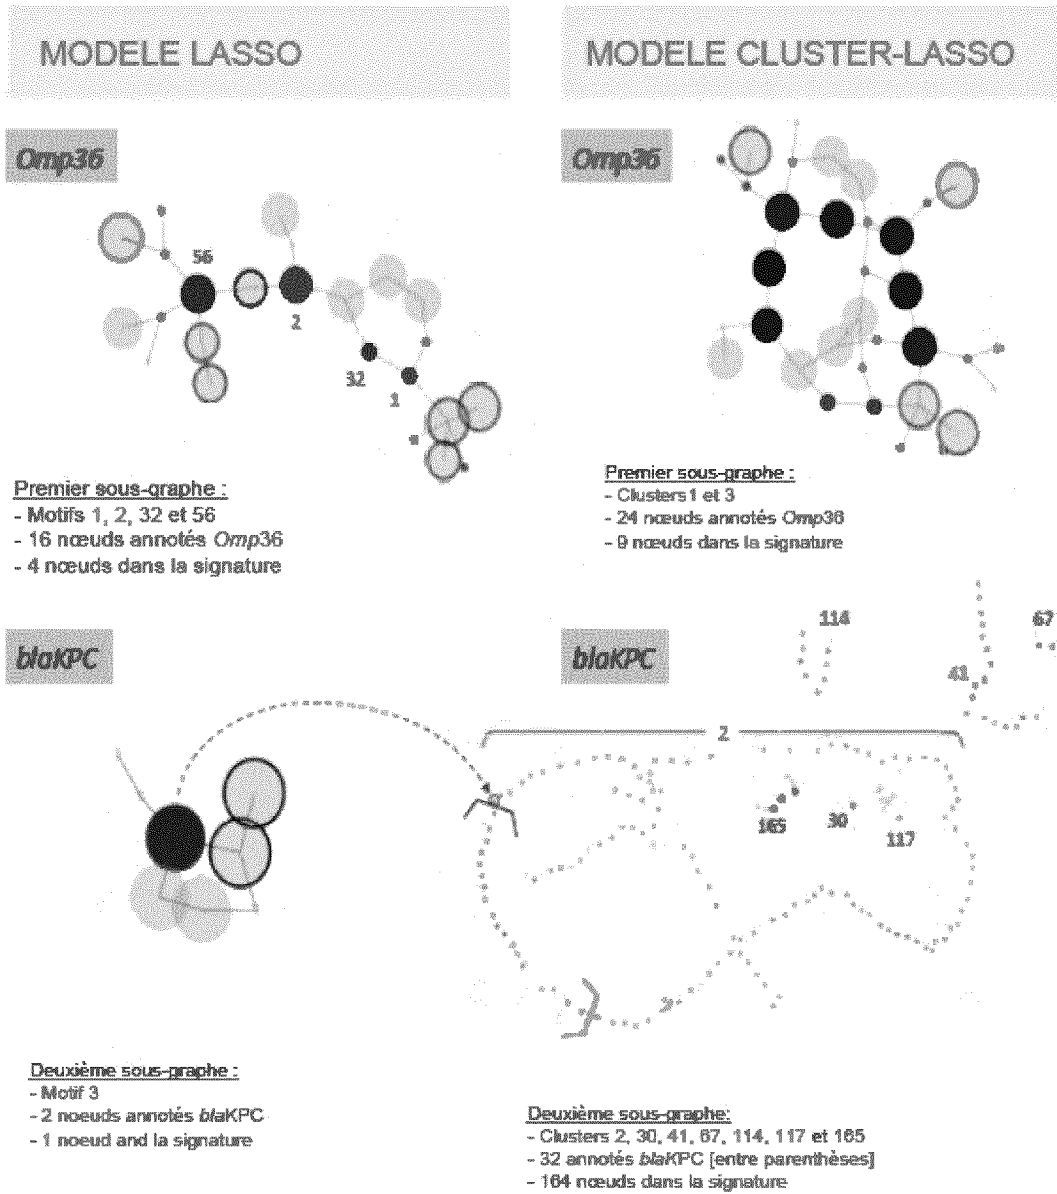 MODELE LASSO
Omp36
56
2
32
1
Premier sous-graphe :
- Motifs 1, 2, 32 et 56
- 16 nœuds annotés Omp36
- 4 nœuds dans la signature
MODELE CLUSTER-LASSO
Omp36
Premier sous-graphe :
- Clusters 1 et 3
- 24 nœuds annotés Omp36
- 9 nœuds dans la signature
blaKPC
Deuxième sous-graphe :
- Motif 3
- 2 noeuds annotés blaKPC
- 1 noeud and la signature
blaKPC
114
67
41
2
165
30
117
Deuxième sous-graphe:
- Clusters 2, 30, 41, 67, 114, 117 et 165
- 32 annotés blaKPC [entre parenthèses]
- 164 nœuds dans la signature